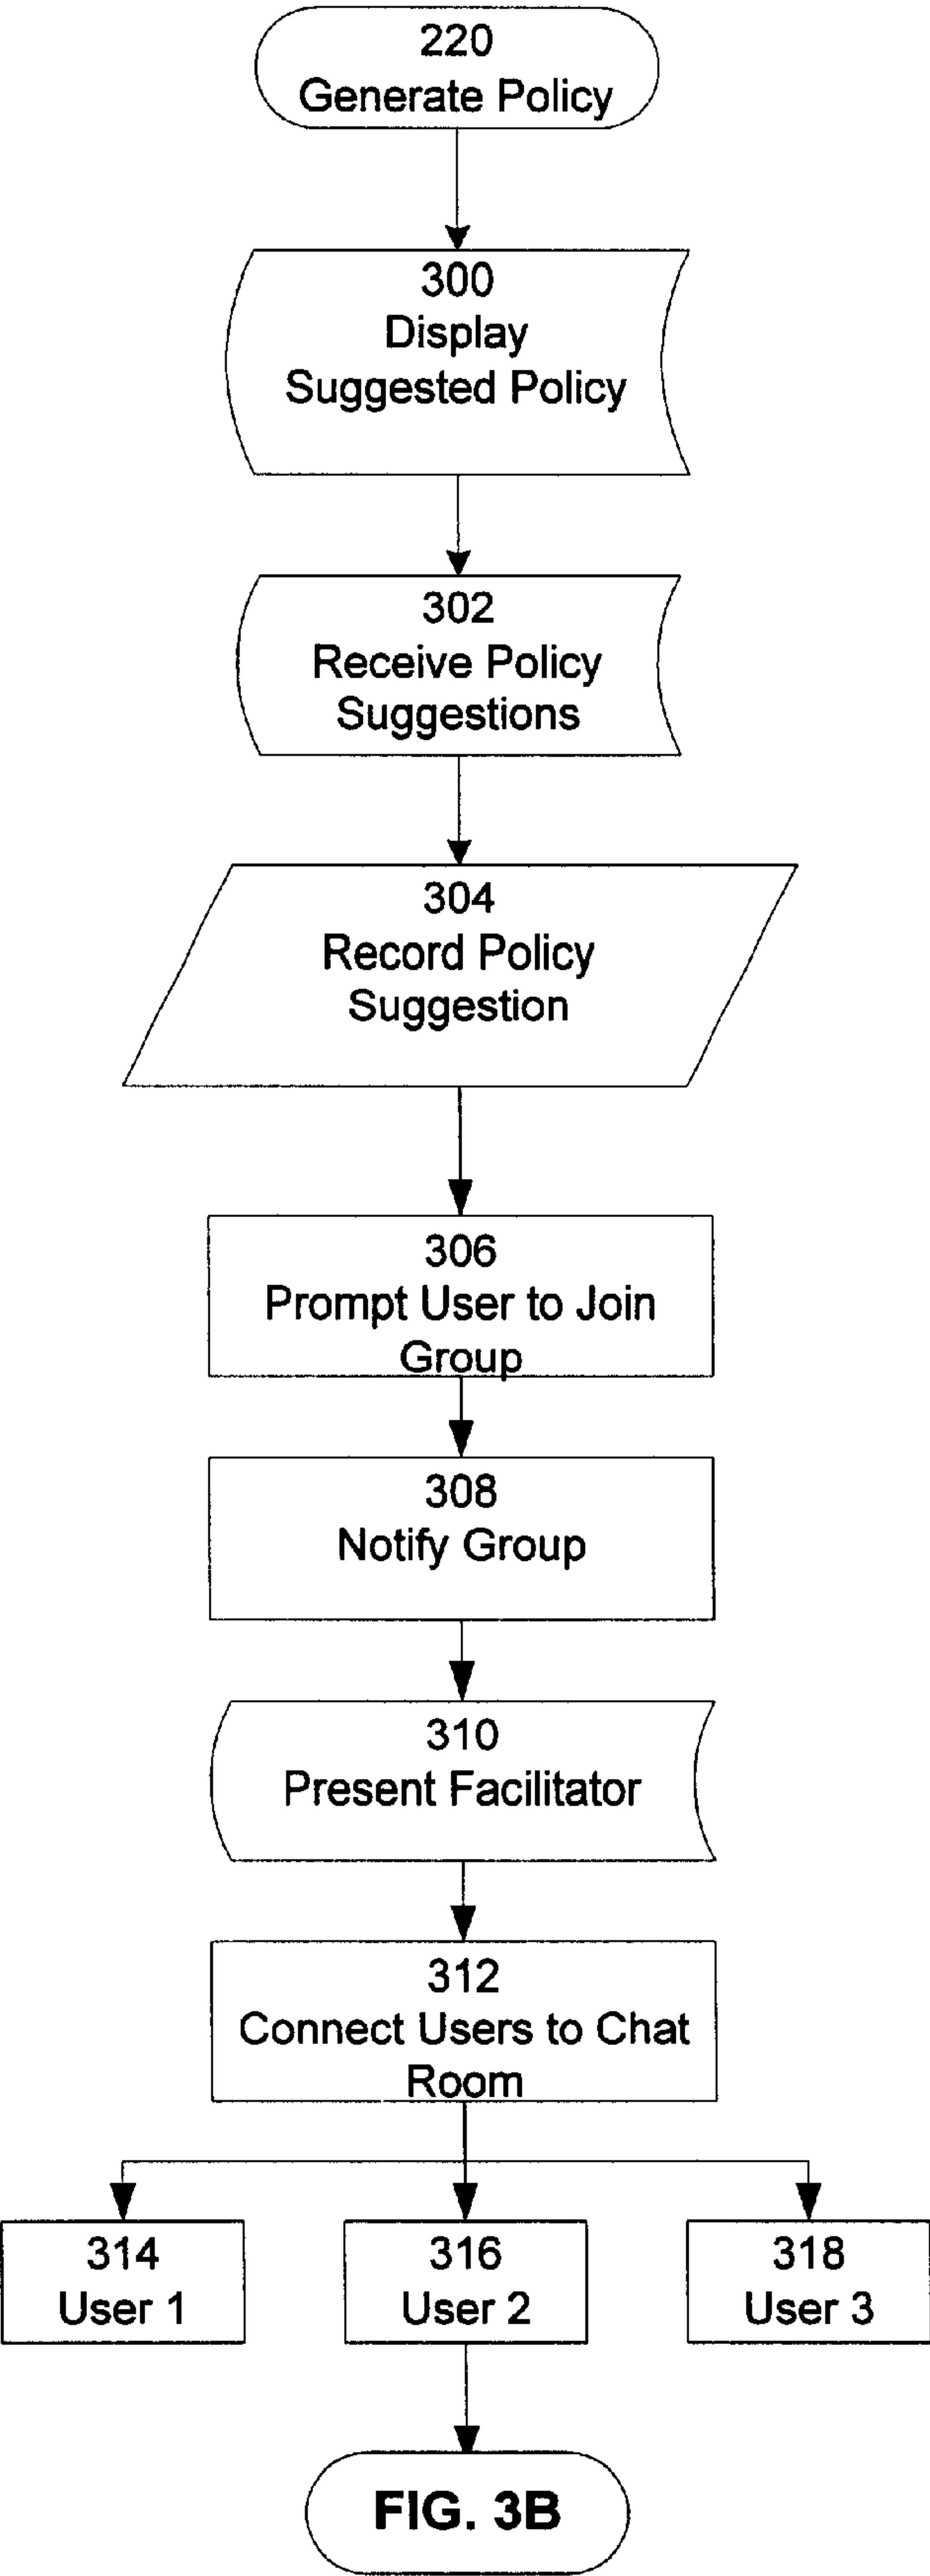 220
Generate Policy
300
Display
Suggested Policy
302
Receive Policy
Suggestions
304
Record Policy
Suggestion
306
Prompt User to Join
Group
308
Notify Group
310
Present Facilitator
312
Connect Users to Chat
Room
314
User 1
316
User 2
318
User 3
FIG. 3B